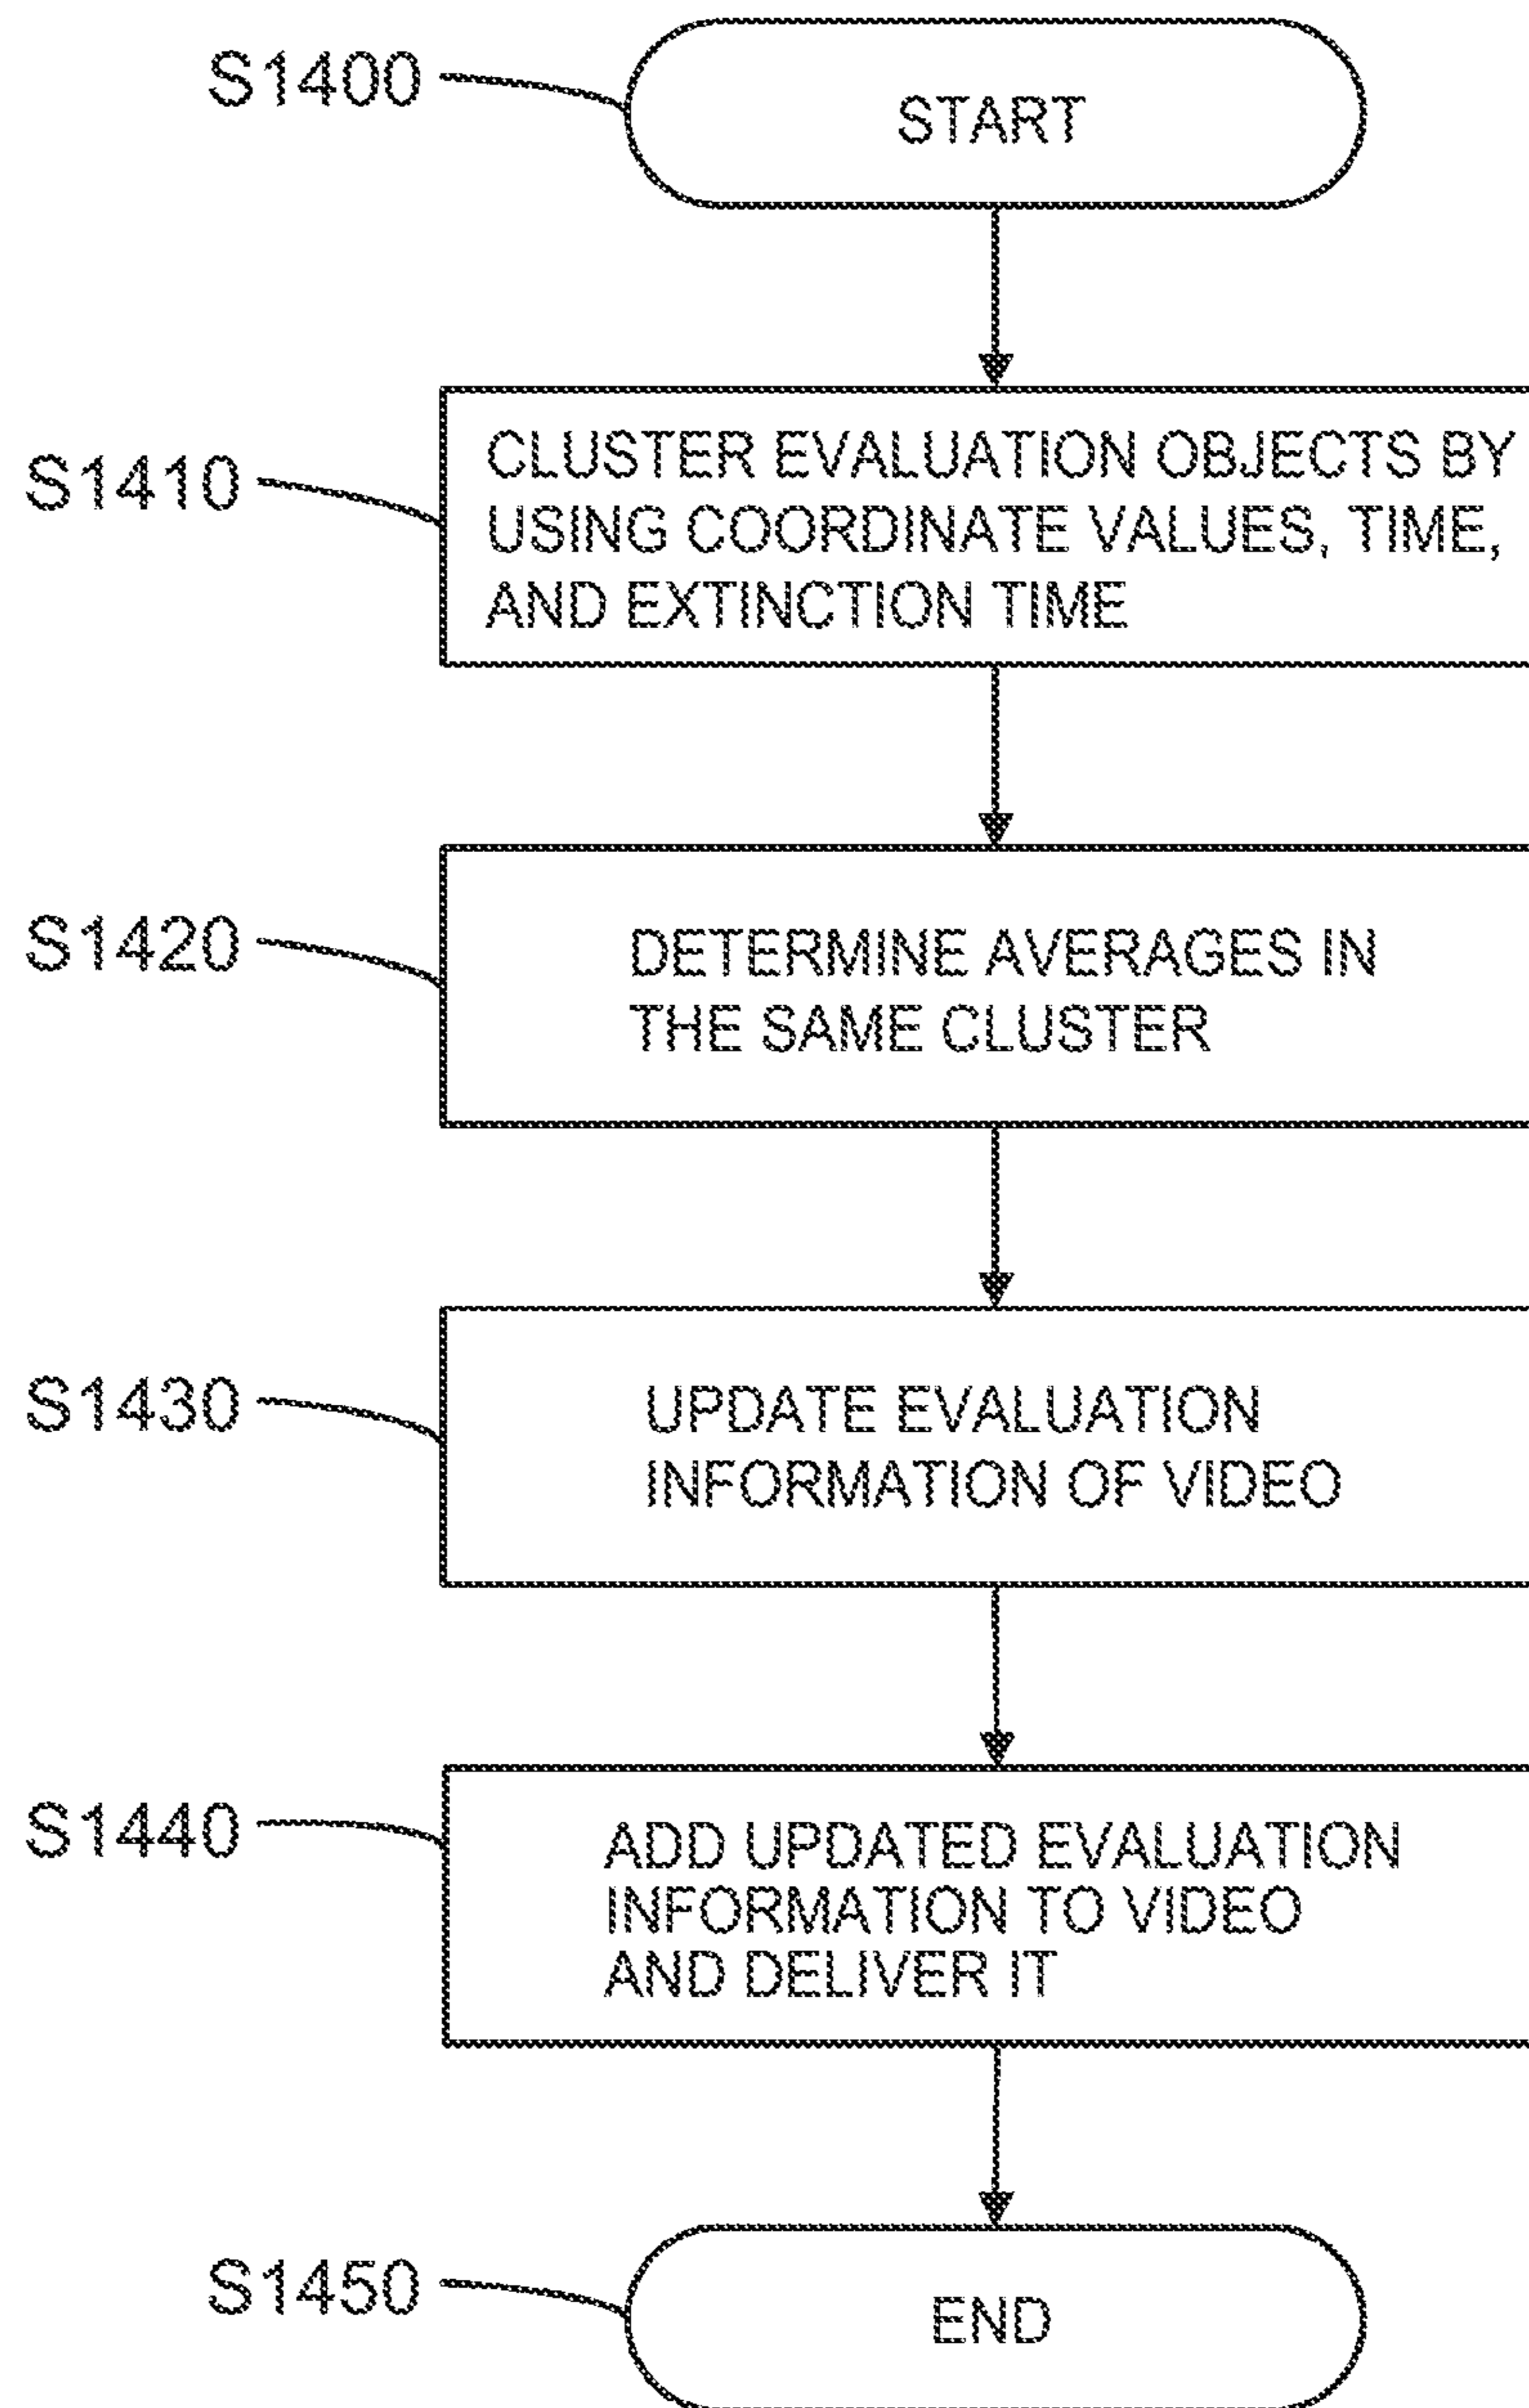 S1400
START
S1410
CLUSTER EVALUATION OBJECTS BY
USING COORDINATE VALUES, TIME,
AND EXTINCTION TIME
S1420
DETERMINE AVERAGES IN
THE SAME CLUSTER
S1430
UPDATE EVALUATION
INFORMATION OF VIDEO
S1440
ADD UPDATED EVALUATION
INFORMATION TO VIDEO
AND DELIVER IT
S1450
END